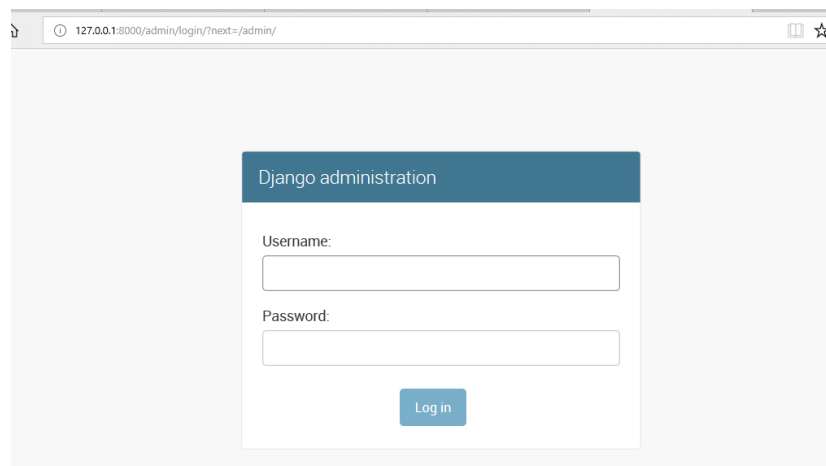 127.0.0.1:8000/admin/login/?next=/admin/
Django administration
Username:
Password:
Log in